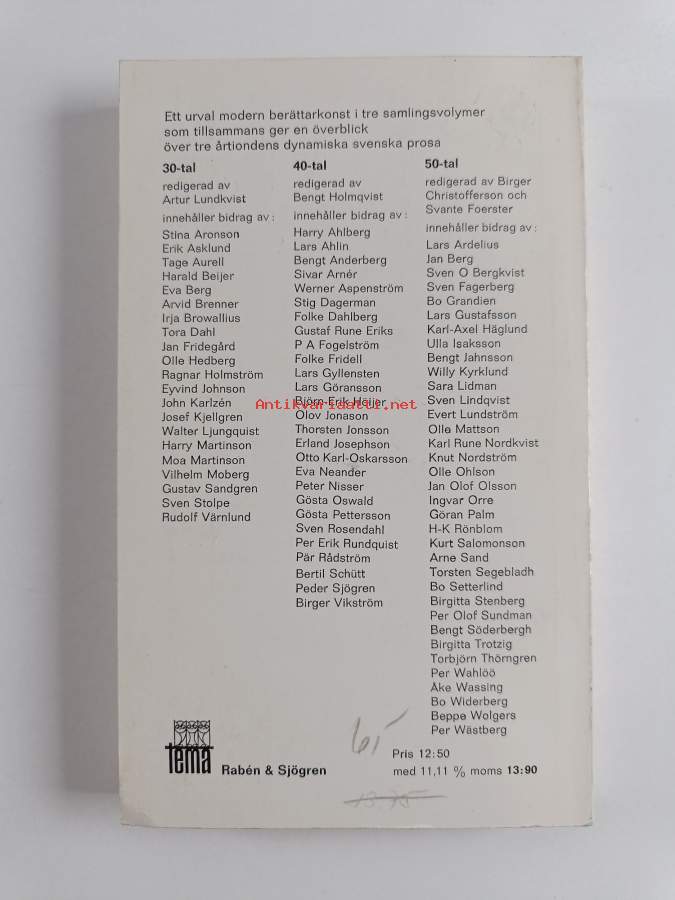 Ett urval modern berättarkonst i tre samlingsvolymer
som tillsammans ger en överblick
över tre årtiondens dynamiska svenska prosa
30-tal
redigerad av
Artur Lundkvist
innehåller bidrag av:
Stina Aronson
Erik Asklund
Tage Aurell
Harald Beijer
Eva Berg
Arvid Brenner
Irja Browallius
Tora Dahl
Jan Fridegård
Olle Hedberg
Ragnar Holmström
Eyvind Johnson
John Karlzén
Josef Kjellgren
Walter Ljungquist
Harry Martinson
Moa Martinson
Vilhelm Moberg
Gustav Sandgren
Sven Stolpe
Rudolf Värnlund
40-tal
redigerad av
Bengt Holmqvist
innehåller bidrag av:
Harry Ahlberg
Lars Ahlin
Bengt Anderberg
Sivar Arnér
Werner Aspenström
Stig Dagerman
Folke Dahlberg
Gustaf Rune Eriks
P A Fogelström
Folke Fridell
Lars Gyllensten
Lars Göransson
Björn-Erik Höijer
Olov Jonason
Thorsten Jonsson
Erland Josephson
Otto Karl-Oskarsson
Eva Neander
Peter Nisser
Gösta Oswald
Gösta Pettersson
Sven Rosendahl
Per Erik Rundquist
Pär Rådström
Bertil Schütt
Peder Sjögren
Birger Vikström
50-tal
redigerad av Birger
Christofferson och
Svante Foerster
innehåller bidrag av:
Lars Ardelius
Jan Berg
Sven O Bergkvist
Sven Fagerberg
Bo Grandien
Lars Gustafsson
Karl-Axel Häglund
Ulla Isaksson
Bengt Jahnsson
Willy Kyrklund
Sara Lidman
Sven Lindqvist
Evert Lundström
Olle Mattson
Karl Rune Nordkvist
Knut Nordström
Olle Ohlson
Jan Olof Olsson
Ingvar Orre
Göran Palm
H-K Rönblom
Kurt Salomonson
Arne Sand
Torsten Segebladh
Bo Setterlind
Birgitta Stenberg
Per Olof Sundman
Bengt Söderbergh
Birgitta Trotzig
Torbjörn Thörngren
Per Wahlöö
Åke Wassing
Bo Widerberg
Beppe Wolgers
Per Wästberg
Antikvariaatti.net
tema
Rabén & Sjögren
Pris 12:50
med 11,11 % moms 13:90